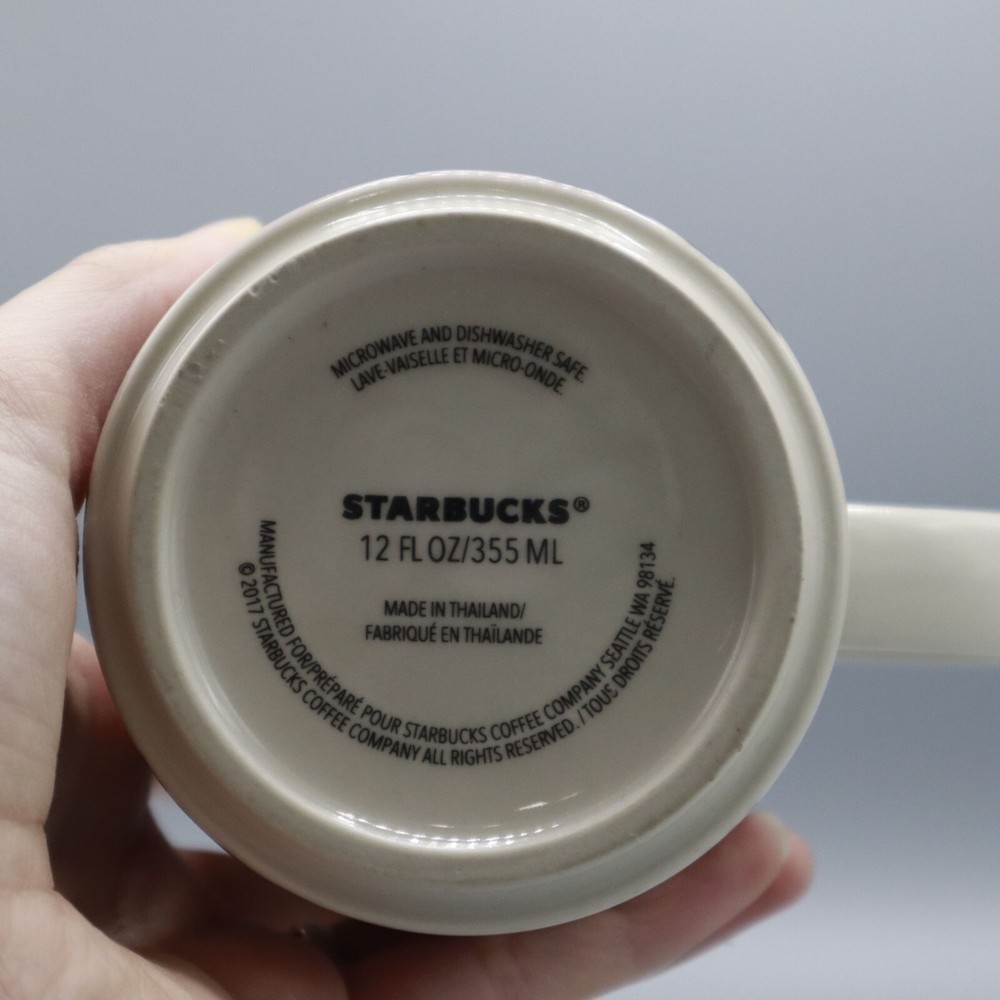 MICROWAVE AND DISHWASHER SAFE.
LAVE-VAISELLE ET MICRO-ONDE.
STARBUCKS®
12 FL OZ/355 ML
MADE IN THAILAND/
FABRIQUÉ EN THAÏLANDE
MANUFACTURED FOR/PRÉPARÉ POUR STARBUCKS COFFEE COMPANY SEATTLE WA 98134
© 2017 STARBUCKS COFFEE COMPANY ALL RIGHTS RESERVED. / TOUS DROITS RÉSERVÉ.